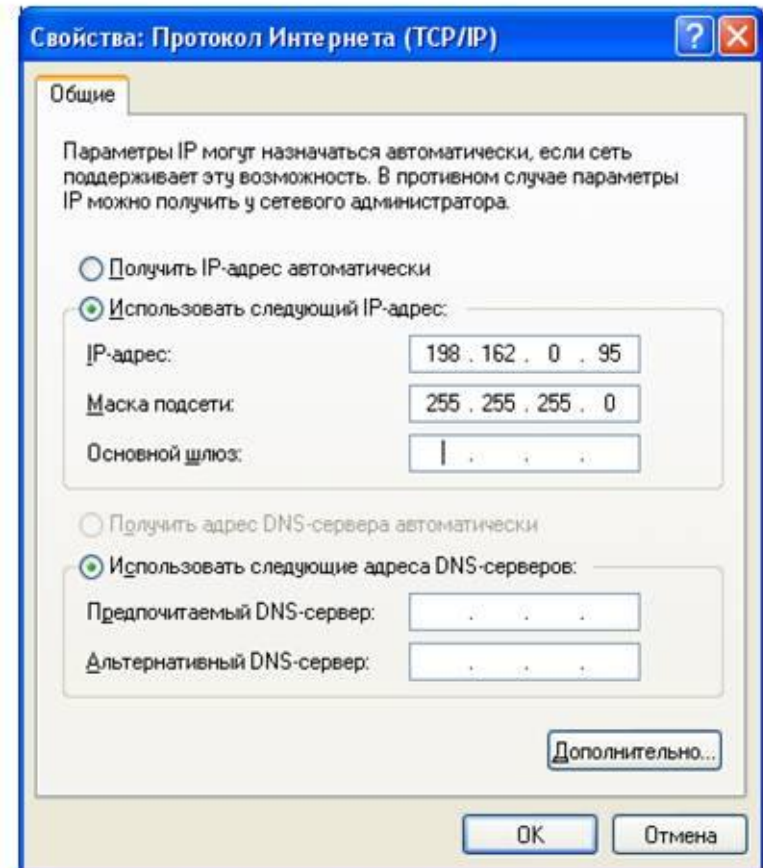 Свойства: Протокол Интернета (TCP/IP)
Общие
Параметры IP могут назначаться автоматически, если сеть
поддерживает эту возможность. В противном случае параметры
IP можно получить у сетевого администратора.
Получить IP-адрес автоматически
Использовать следующий IP-адрес:
IP-адрес: 198 . 162 . 0 . 95
Маска подсети: 255 . 255 . 255 . 0
Основной шлюз: . . .
Получить адрес DNS-сервера автоматически
Использовать следующие адреса DNS-серверов:
Предпочитаемый DNS-сервер: . . .
Альтернативный DNS-сервер: . . .
Дополнительно...
OK Отмена